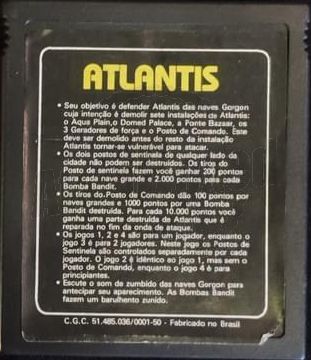 ATLANTIS
• Seu objetivo é defender Atlantis das naves Gorgon
cuja intenção é demolir sete instalações de Atlantis:
o Aqua Plain, o Domed Palace, a Ponte Bazaar, os
3 Geradores de força e o Posto de Comando. Este
deve ser demolido antes do resto da instalação
Atlantis tornar-se vulnerável para atacar.
• Os dois postos de sentinela de qualquer lado da
cidade não podem ser destruídos. Os tiros do
Posto de sentinela fazem você ganhar 200 pontos
para cada nave grande e 2.000 pontos para cada
Bomba Bandit.
• Os tiros do Posto de Comando dão 100 pontos por
naves grandes e 1000 pontos por uma Bomba
Bandit destruída. Para cada 10.000 pontos você
ganha uma parte destruída de Atlantis que é
reparada no fim da onda de ataque.
• Os jogos 1, 2 e 4 são para um jogador, enquanto o
jogo 3 é para 2 jogadores. Neste jogo os Postos de
Sentinela são controlados separadamente por cada
jogador. O jogo 2 é idêntico ao jogo 1, mas sem o
Posto de Comando, enquanto o jogo 4 é para
principiantes.
• Escute o som de zumbido das naves Gorgon para
antecipar seu aparecimento. As Bombas Bandit
fazem um barulhento zunido.
C.G.C. 51.485.036/0001-50 - Fabricado no Brasil